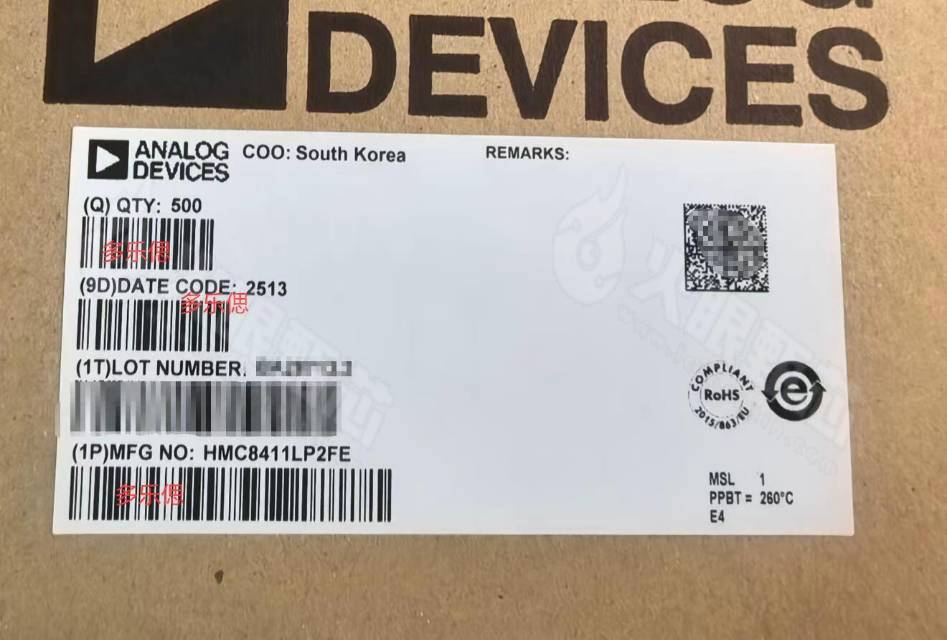 DEVICES
ANALOG
DEVICES
COO: South Korea
REMARKS:
(Q) QTY: 500
多乐偲
(9D)DATE CODE: 2513
多乐偲
(1T)LOT NUMBER.
(1P)MFG NO: HMC8411LP2FE
多乐偲
COMPLIANT
RoHS
2015/863/EU
e
MSL 1
PPBT = 260°C
E4